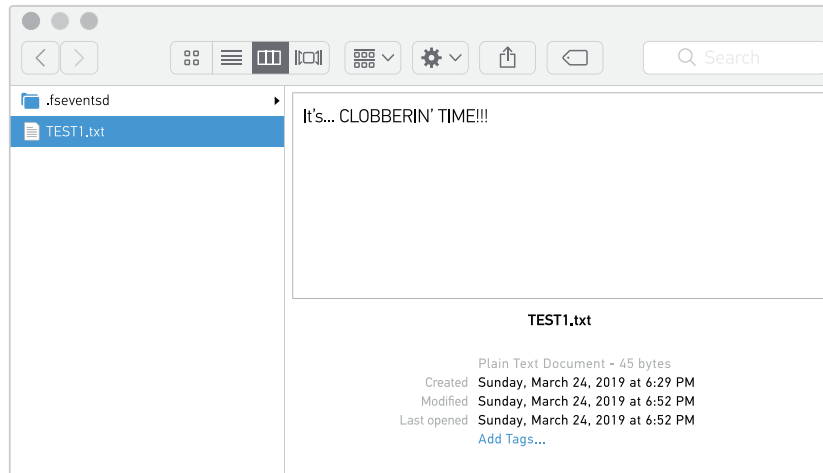 Search
.fseventsd
TEST1.txt
It's... CLOBBERIN' TIME!!!
TEST1.txt
Plain Text Document - 45 bytes
Created Sunday, March 24, 2019 at 6:29 PM
Modified Sunday, March 24, 2019 at 6:52 PM
Last opened Sunday, March 24, 2019 at 6:52 PM
Add Tags...